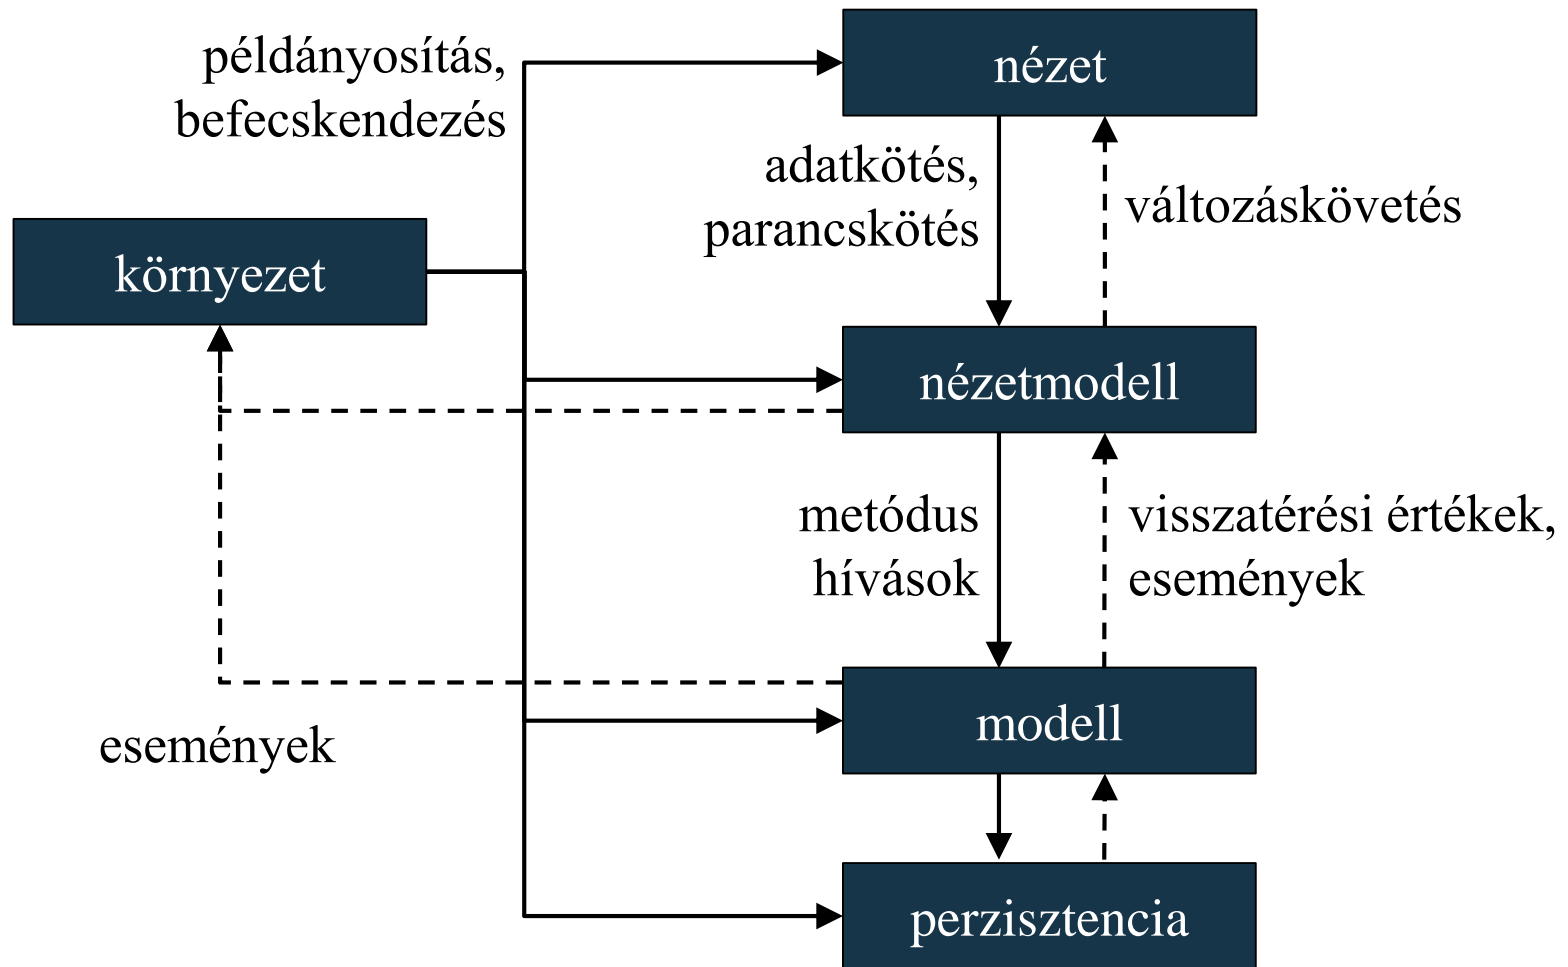 példányosítás,
befecskendezés
nézet
adatkötés,
parancskötés
változáskövetés
környezet
nézetmodell
metódus
hívások
visszatérési értékek,
események
modell
események
perzisztencia